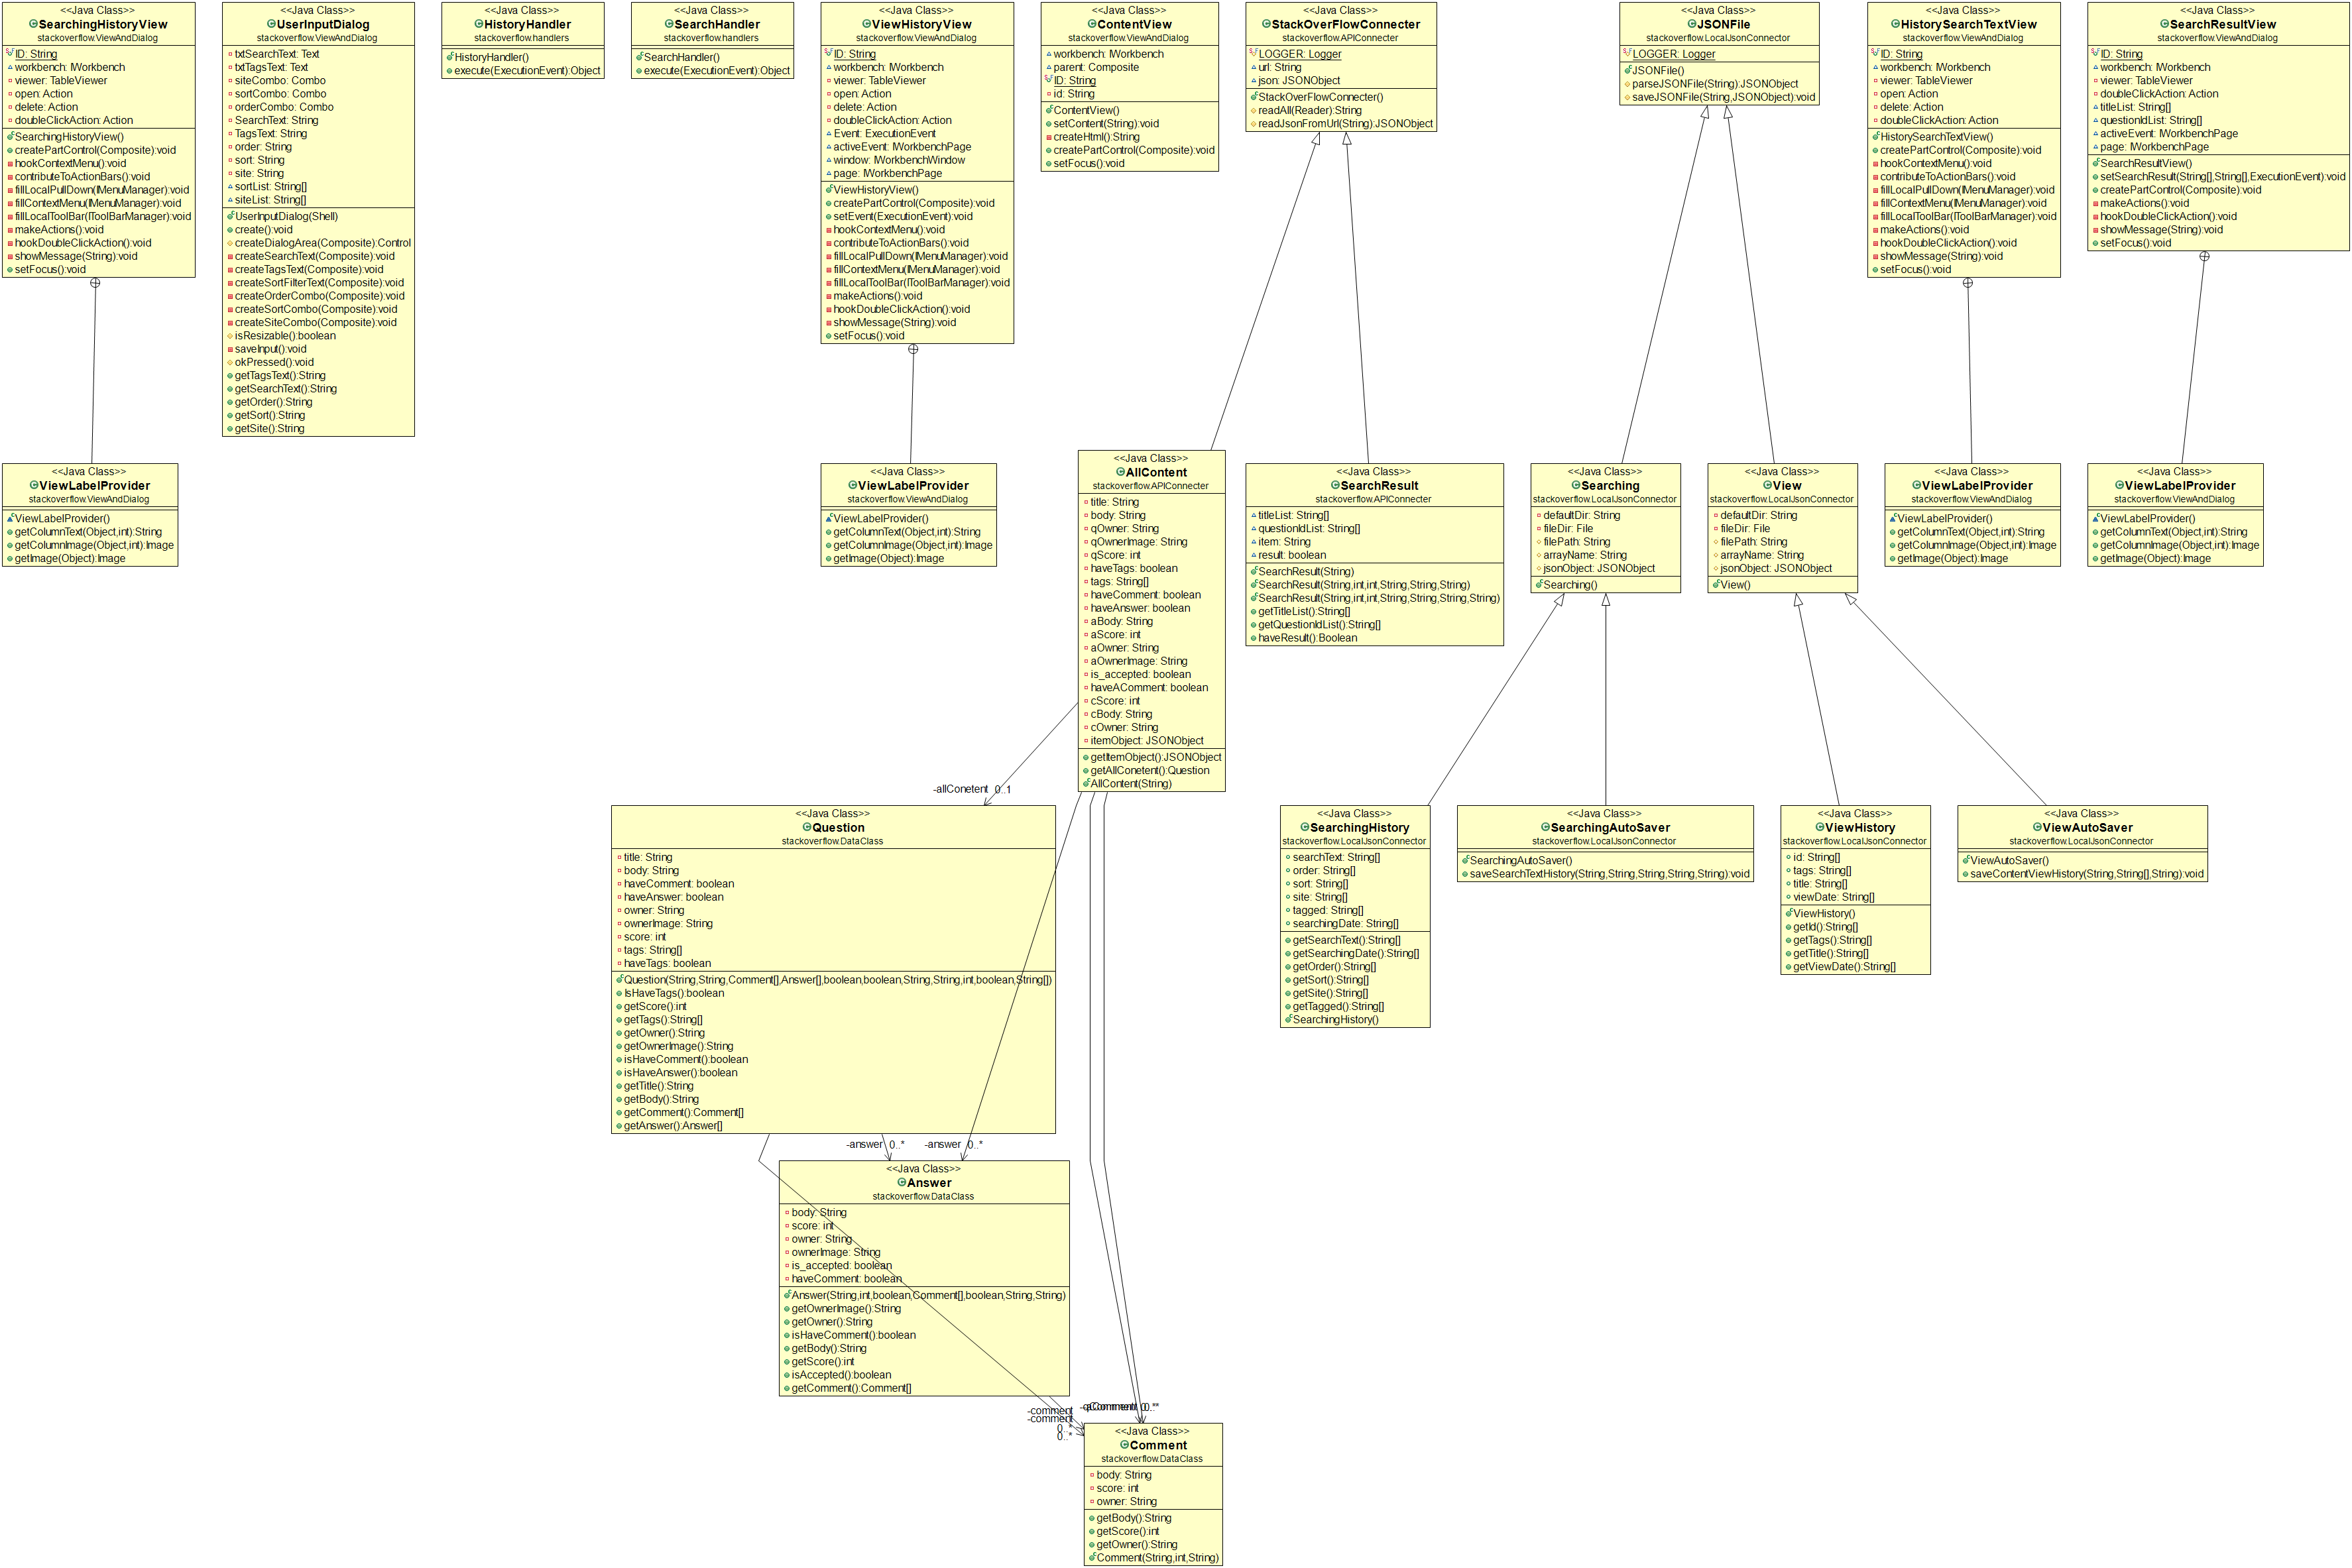 <<Java Class>>
SearchingHistoryView
stackoverflow.ViewAndDialog
ID: String
workbench: IWorkbench
viewer: TableViewer
open: Action
delete: Action
doubleClickAction: Action
SearchingHistoryView()
createPartControl(Composite):void
hookContextMenu():void
contributeToActionBars():void
fillLocalPullDown(IMenuManager):void
fillContextMenu(IMenuManager):void
fillLocalToolBar(IToolBarManager):void
makeActions():void
hookDoubleClickAction():void
showMessage(String):void
setFocus():void
<<Java Class>>
UserInputDialog
stackoverflow.ViewAndDialog
txtSearchText: Text
txtTagsText: Text
siteCombo: Combo
sortCombo: Combo
orderCombo: Combo
SearchText: String
TagsText: String
order: String
sort: String
site: String
sortList: String[]
siteList: String[]
UserInputDialog(Shell)
create():void
createDialogArea(Composite):Control
createSearchText(Composite):void
createTagsText(Composite):void
createSortFilterText(Composite):void
createOrderCombo(Composite):void
createSortCombo(Composite):void
createSiteCombo(Composite):void
isResizable():boolean
saveInput():void
okPressed():void
getTagsText():String
getSearchText():String
getOrder():String
getSort():String
getSite():String
<<Java Class>>
HistoryHandler
stackoverflow.handlers
HistoryHandler()
execute(ExecutionEvent):Object
<<Java Class>>
SearchHandler
stackoverflow.handlers
SearchHandler()
execute(ExecutionEvent):Object
<<Java Class>>
ViewHistoryView
stackoverflow.ViewAndDialog
ID: String
workbench: IWorkbench
viewer: TableViewer
open: Action
delete: Action
doubleClickAction: Action
Event: ExecutionEvent
activeEvent: IWorkbenchPage
window: IWorkbenchWindow
page: IWorkbenchPage
ViewHistoryView()
createPartControl(Composite):void
setEvent(ExecutionEvent):void
hookContextMenu():void
contributeToActionBars():void
fillLocalPullDown(IMenuManager):void
fillContextMenu(IMenuManager):void
fillLocalToolBar(IToolBarManager):void
makeActions():void
hookDoubleClickAction():void
showMessage(String):void
setFocus():void
<<Java Class>>
ContentView
stackoverflow.ViewAndDialog
workbench: IWorkbench
parent: Composite
ID: String
id: String
ContentView()
setContent(String):void
createHtml():String
createPartControl(Composite):void
setFocus():void
<<Java Class>>
StackOverFlowConnecter
stackoverflow.APIConnecter
LOGGER: Logger
url: String
json: JSONObject
StackOverFlowConnecter()
readAll(Reader):String
readJsonFromUrl(String):JSONObject
<<Java Class>>
JSONFile
stackoverflow.LocalJsonConnector
LOGGER: Logger
JSONFile()
parseJSONFile(String):JSONObject
saveJSONFile(String,JSONObject):void
<<Java Class>>
HistorySearchTextView
stackoverflow.ViewAndDialog
ID: String
workbench: IWorkbench
viewer: TableViewer
open: Action
delete: Action
doubleClickAction: Action
HistorySearchTextView()
createPartControl(Composite):void
hookContextMenu():void
contributeToActionBars():void
fillLocalPullDown(IMenuManager):void
fillContextMenu(IMenuManager):void
fillLocalToolBar(IToolBarManager):void
makeActions():void
hookDoubleClickAction():void
showMessage(String):void
setFocus():void
<<Java Class>>
SearchResultView
stackoverflow.ViewAndDialog
ID: String
workbench: IWorkbench
viewer: TableViewer
doubleClickAction: Action
titleList: String[]
questionIdList: String[]
activeEvent: IWorkbenchPage
page: IWorkbenchPage
SearchResultView()
setSearchResult(String[],String[],ExecutionEvent):void
createPartControl(Composite):void
makeActions():void
hookDoubleClickAction():void
showMessage(String):void
setFocus():void
<<Java Class>>
ViewLabelProvider
stackoverflow.ViewAndDialog
ViewLabelProvider()
getColumnText(Object,int):String
getColumnImage(Object,int):Image
getImage(Object):Image
<<Java Class>>
ViewLabelProvider
stackoverflow.ViewAndDialog
ViewLabelProvider()
getColumnText(Object,int):String
getColumnImage(Object,int):Image
getImage(Object):Image
<<Java Class>>
AllContent
stackoverflow.APIConnecter
title: String
body: String
qOwner: String
qOwnerImage: String
qScore: int
haveTags: boolean
tags: String[]
haveComment: boolean
haveAnswer: boolean
aBody: String
aScore: int
aOwner: String
aOwnerImage: String
is_accepted: boolean
haveAComment: boolean
cScore: int
cBody: String
cOwner: String
itemObject: JSONObject
getItemObject():JSONObject
getAllConetent():Question
AllContent(String)
<<Java Class>>
SearchResult
stackoverflow.APIConnecter
titleList: String[]
questionIdList: String[]
item: String
result: boolean
SearchResult(String)
SearchResult(String,int,int,String,String,String)
SearchResult(String,int,int,String,String,String,String)
getTitleList():String[]
getQuestionIdList():String[]
haveResult():Boolean
<<Java Class>>
Searching
stackoverflow.LocalJsonConnector
defaultDir: String
fileDir: File
filePath: String
arrayName: String
jsonObject: JSONObject
Searching()
<<Java Class>>
View
stackoverflow.LocalJsonConnector
defaultDir: String
fileDir: File
filePath: String
arrayName: String
jsonObject: JSONObject
View()
<<Java Class>>
ViewLabelProvider
stackoverflow.ViewAndDialog
ViewLabelProvider()
getColumnText(Object,int):String
getColumnImage(Object,int):Image
getImage(Object):Image
<<Java Class>>
ViewLabelProvider
stackoverflow.ViewAndDialog
ViewLabelProvider()
getColumnText(Object,int):String
getColumnImage(Object,int):Image
getImage(Object):Image
-allConetent 0..1
<<Java Class>>
Question
stackoverflow.DataClass
title: String
body: String
haveComment: boolean
haveAnswer: boolean
owner: String
ownerImage: String
score: int
tags: String[]
haveTags: boolean
Question(String,String,Comment[],Answer[],boolean,boolean,String,String,int,boolean,String[])
IsHaveTags():boolean
getScore():int
getTags():String[]
getOwner():String
getOwnerImage():String
isHaveComment():boolean
isHaveAnswer():boolean
getTitle():String
getBody():String
getComment():Comment[]
getAnswer():Answer[]
<<Java Class>>
SearchingHistory
stackoverflow.LocalJsonConnector
searchText: String[]
order: String[]
sort: String[]
site: String[]
tagged: String[]
searchingDate: String[]
getSearchText():String[]
getSearchingDate():String[]
getOrder():String[]
getSort():String[]
getSite():String[]
getTagged():String[]
SearchingHistory()
<<Java Class>>
SearchingAutoSaver
stackoverflow.LocalJsonConnector
SearchingAutoSaver()
saveSearchTextHistory(String,String,String,String,String):void
<<Java Class>>
ViewHistory
stackoverflow.LocalJsonConnector
id: String[]
tags: String[]
title: String[]
viewDate: String[]
ViewHistory()
getId():String[]
getTags():String[]
getTitle():String[]
getViewDate():String[]
<<Java Class>>
ViewAutoSaver
stackoverflow.LocalJsonConnector
ViewAutoSaver()
saveContentViewHistory(String,String[],String):void
-answer 0..*
-answer 0..*
<<Java Class>>
Answer
stackoverflow.DataClass
body: String
score: int
owner: String
ownerImage: String
is_accepted: boolean
haveComment: boolean
Answer(String,int,boolean,Comment[],boolean,String,String)
getOwnerImage():String
getOwner():String
isHaveComment():boolean
getBody():String
getScore():int
isAccepted():boolean
getComment():Comment[]
-comment
-comment
0..*
0..*
<<Java Class>>
Comment
stackoverflow.DataClass
body: String
score: int
owner: String
getBody():String
getScore():int
getOwner():String
Comment(String,int,String)